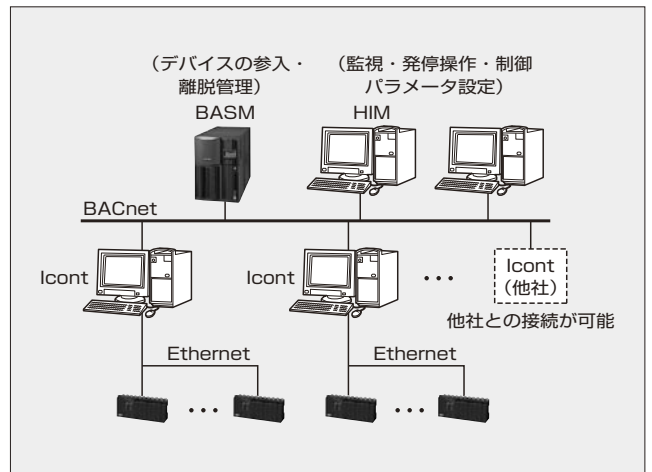 （デバイスの参入・
離脱管理）
BASM
（監視・発停操作・制御
パラメータ設定）
HIM
BACnet
Icont
Icont
・・・
Icont
（他社）
他社との接続が可能
Ethernet
Ethernet
・・・
・・・